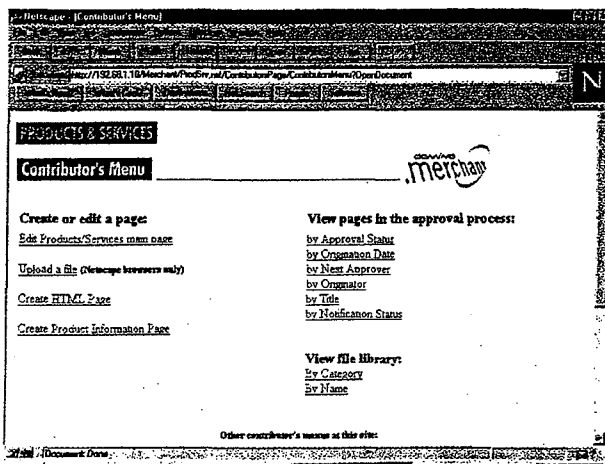 Netscape - [Contributor's Menu]
http://192.68.1.10/Merchant/ProdSrv.nsf/ContributorsPage/ContributorsMenu?OpenDocument
N
PRODUCTS & SERVICES
Contributor's Menu
domino
merchant
Create or edit a page:
Edit Products/Services main page
Upload a file (Netscape browsers only)
Create HTML Page
Create Product Information Page
View pages in the approval process:
by Approval Status
by Origination Date
by Next Approver
by Originator
by Title
by Notification Status
View file library:
By Category
By Name
Other contributor's menus at this site:
Document Done